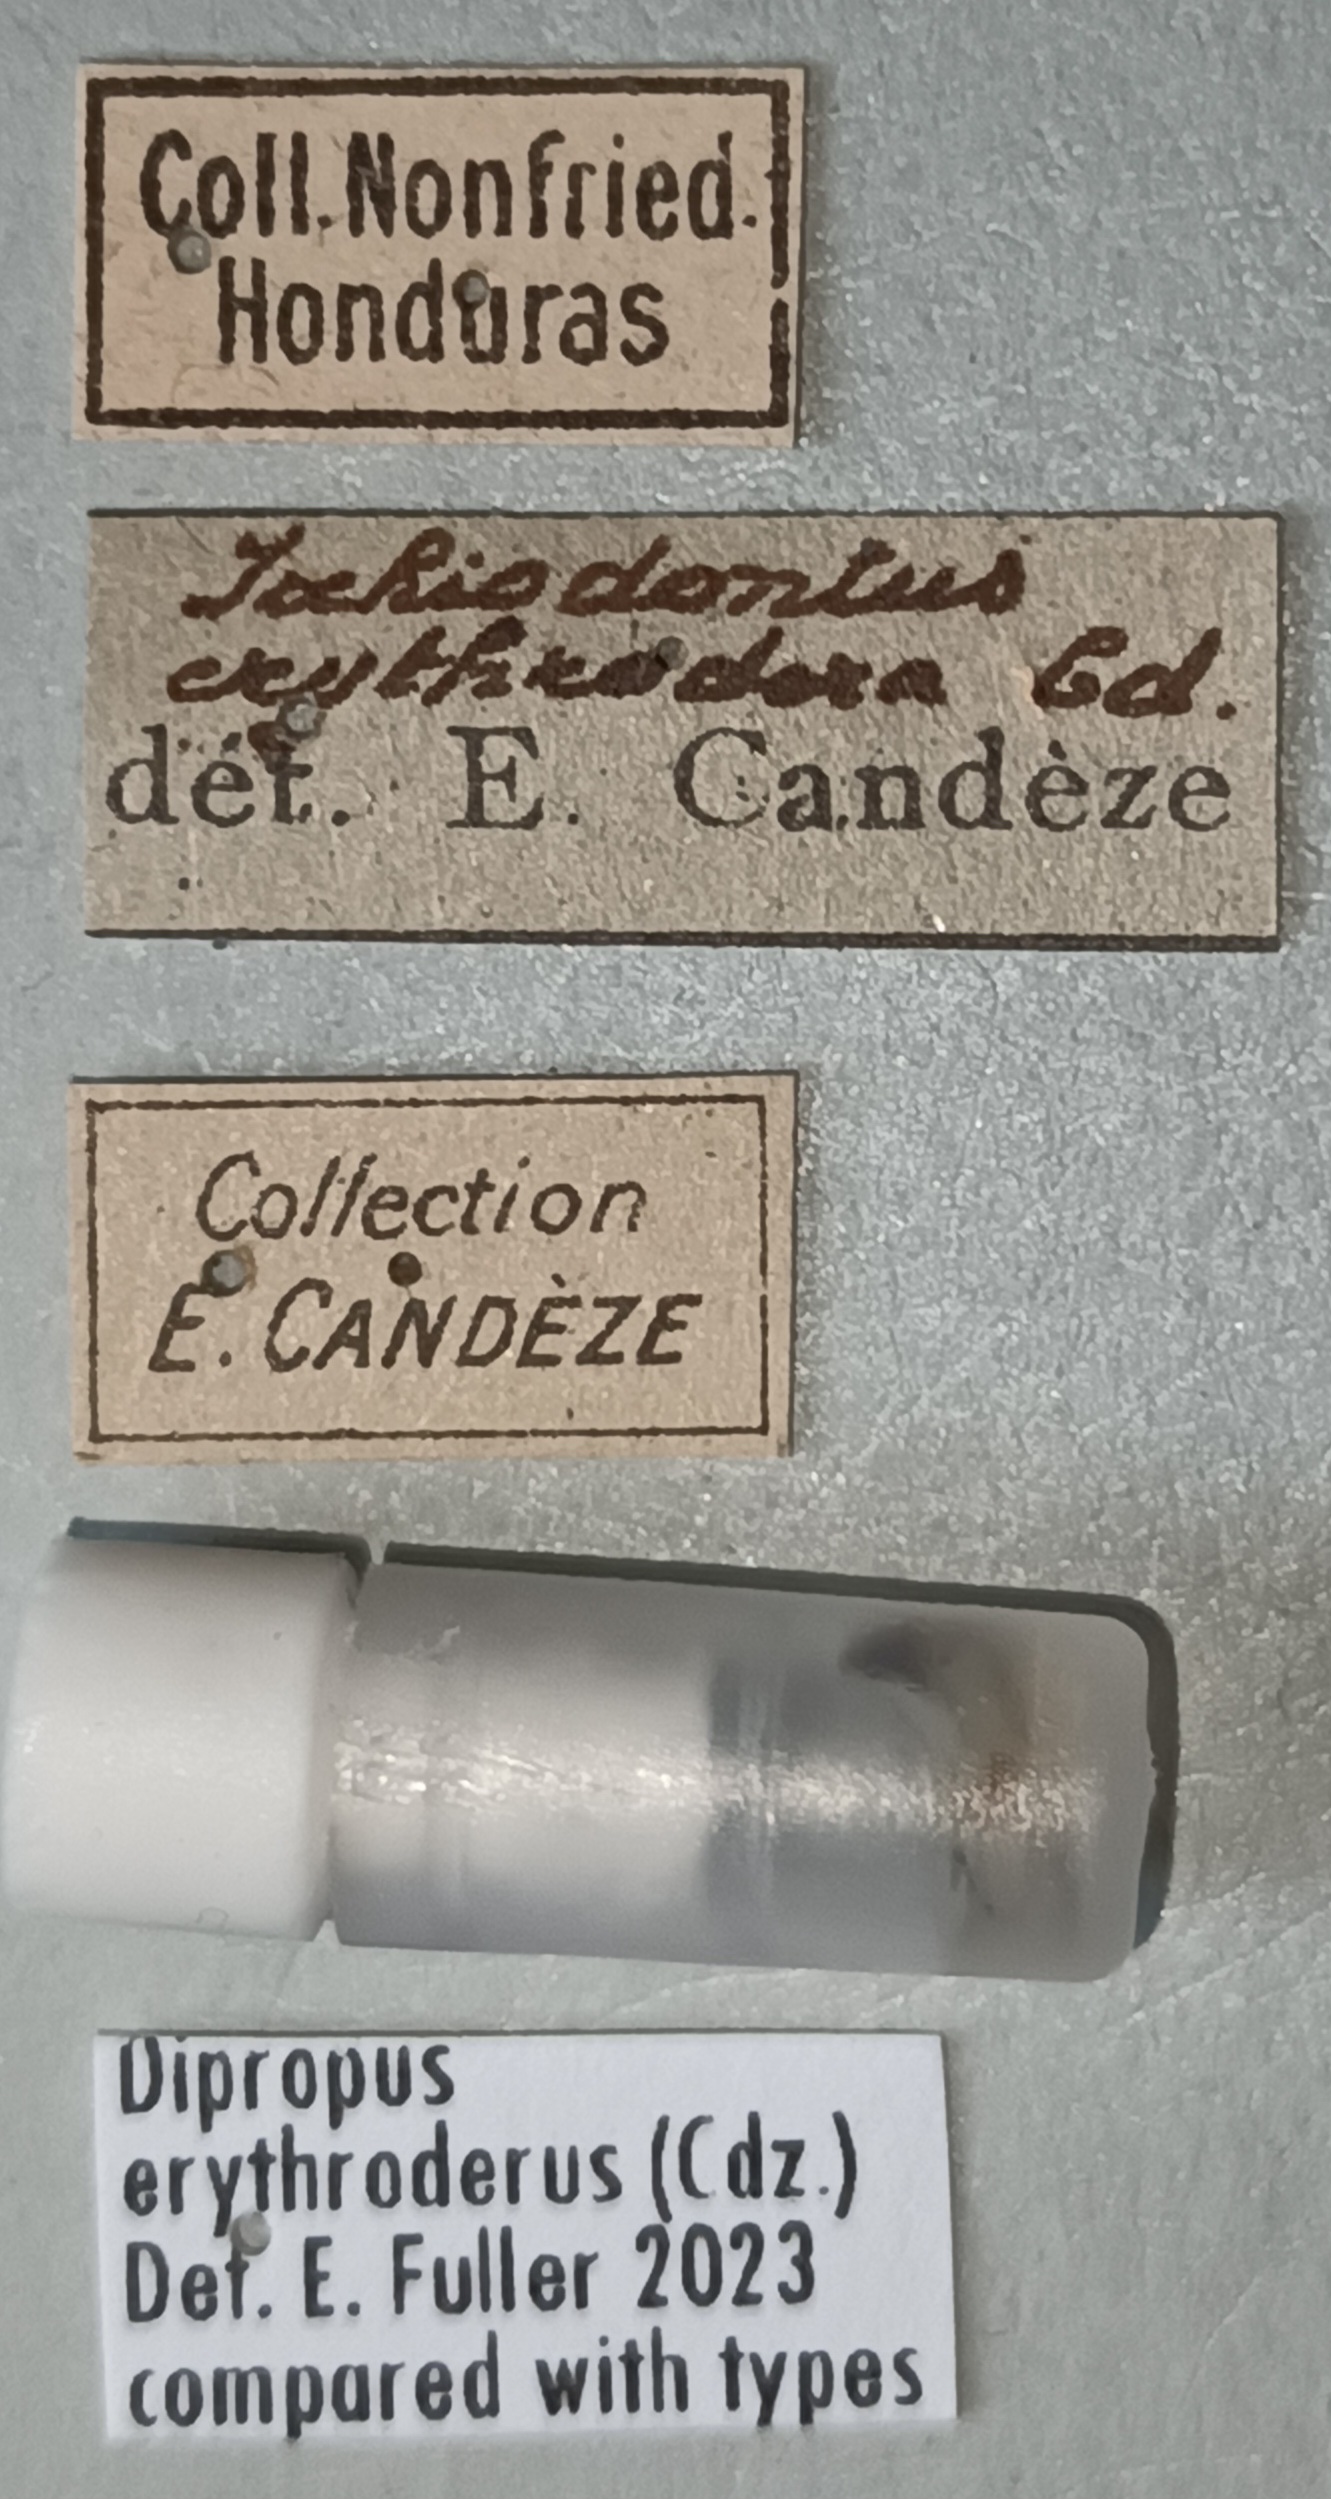 Coll. Nonfried.
Honduras
Ischiodontus
erythrodera Cd.
dét. E. Candèze
Collection
E. CANDÈZE
Dipropus
erythroderus (Cdz.)
Det. E. Fuller 2023
compared with types